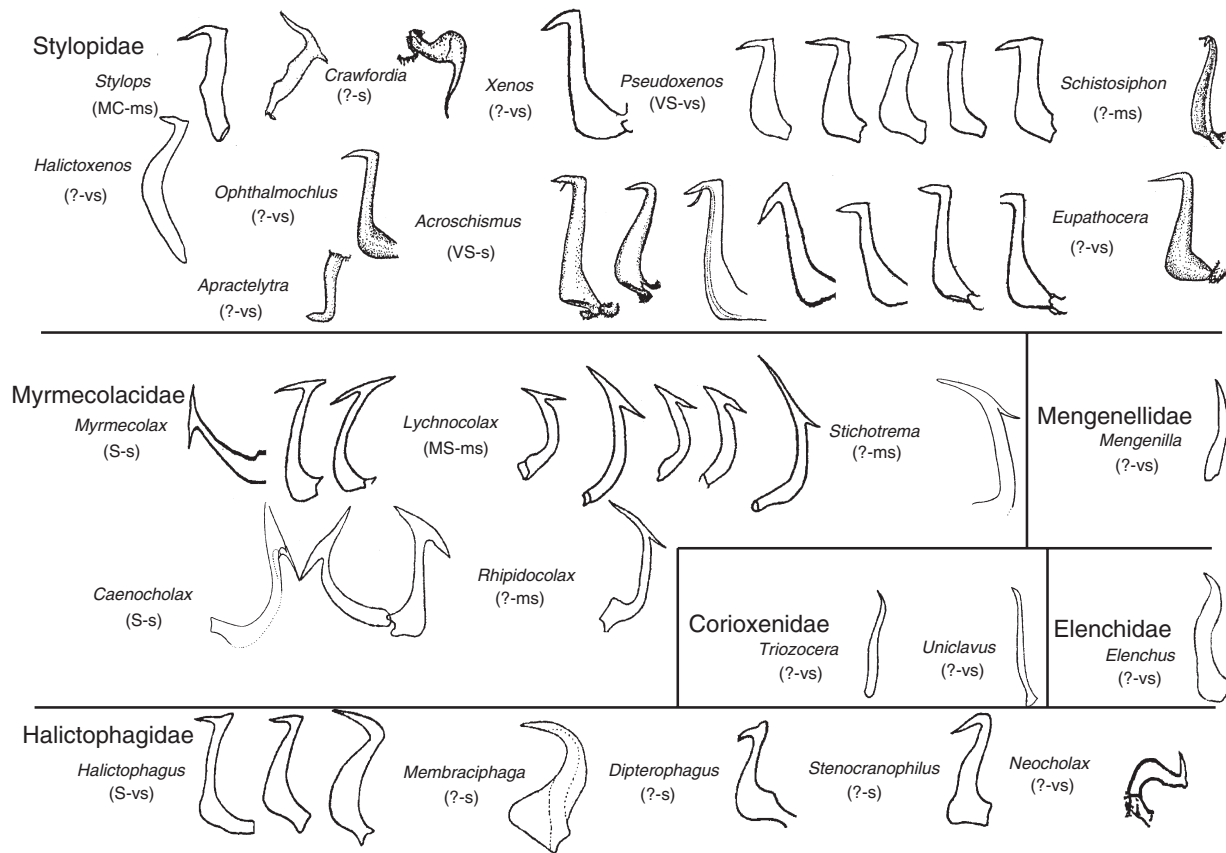 Stylopidae
Stylops
(MC-ms)
Crawfordia
(?-s)
Xenos
(?-vs)
Pseudoxenos
(VS-vs)
Schistosiphon
(?-ms)
Halictoxenos
(?-vs)
Ophthalmochlus
(?-vs)
Acroschismus
(VS-s)
Eupathocera
(?-vs)
Apractelytra
(?-vs)
Myrmecolacidae
Myrmecolax
(S-s)
Lychnocolax
(MS-ms)
Stichotrema
(?-ms)
Mengenellidae
Mengenilla
(?-vs)
Caenocholax
(S-s)
Rhipidocolax
(?-ms)
Corioxenidae
Triozocera
(?-vs)
Uniclavus
(?-vs)
Elenchidae
Elenchus
(?-vs)
Halictophagidae
Halictophagus
(S-vs)
Membraciphaga
(?-s)
Dipterophagus
(?-s)
Stenocranophilus
(?-s)
Neocholax
(?-vs)